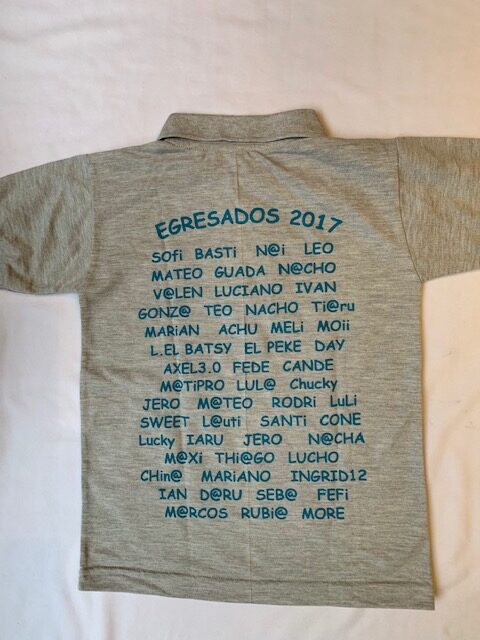 EGRESADOS 2017
SOfi BASTi N@i LEO
MATEO GUADA N@CHO
V@LEN LUCIANO IVAN
GONZ@ TEO NACHO Ti@ru
MARiAN ACHU MELi MOii
L.EL BATSY EL PEKE DAY
AXEL3.0 FEDE CANDE
M@TiPRO LUL@ Chucky
JERO M@TEO RODRi LuLi
SWEET L@uti SANTi CONE
Lucky IARU JERO N@CHA
M@Xi THi@GO LUCHO
CHin@ MARiANO INGRID12
IAN D@RU SEB@ FEFi
M@RCOS RUBi@ MORE